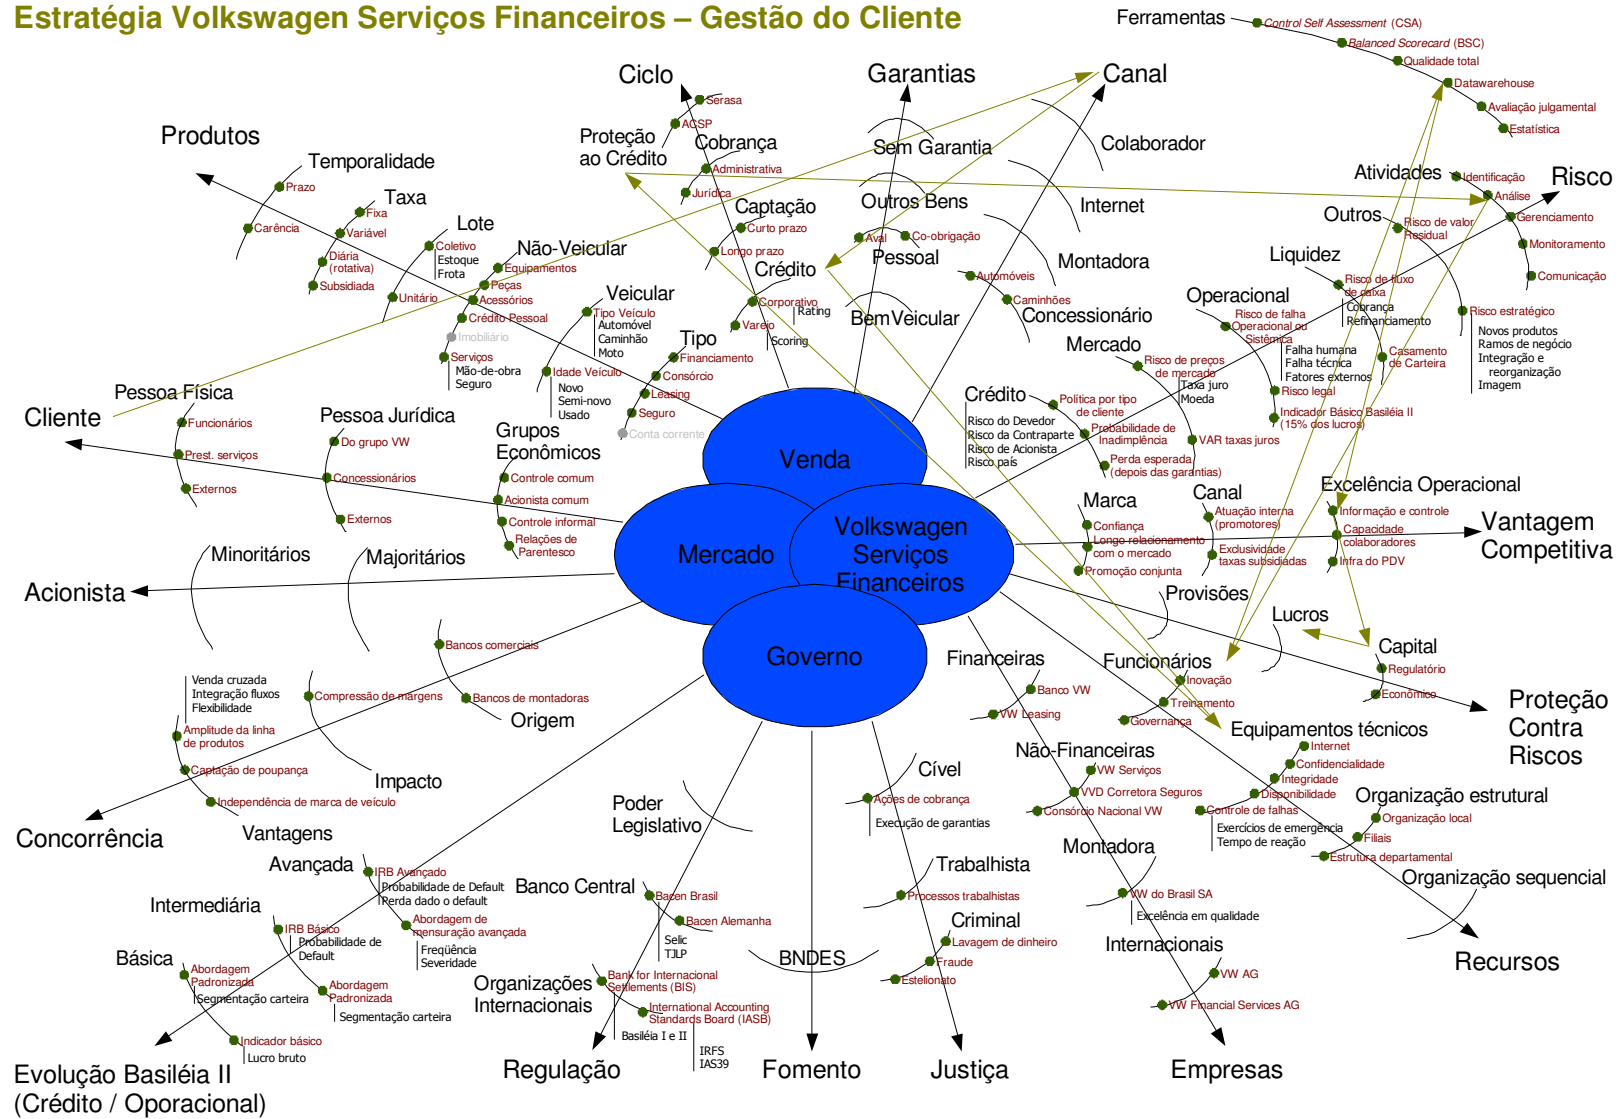 Estratégia Volkswagen Serviços Financeiros – Gestão do Cliente
Ferramentas
Control Self Assessment (CSA)
Balanced Scorecard (BSC)
Qualidade total
Datawarehouse
Avaliação julgamental
Estatística
Ciclo
Serasa
ACSP
Proteção
ao Crédito
Cobrança
Administrativa
Jurídica
Captação
Curto prazo
Longo prazo
Crédito
Corporativo
Rating
Varejo
Scoring
Garantias
Sem Garantia
Outros Bens
Aval
Co-obrigação
Pessoal
BemVeicular
Canal
Colaborador
Internet
Montadora
Automóveis
Caminhões
Concessionário
Produtos
Temporalidade
Prazo
Carência
Taxa
Fixa
Variável
Diária
(rotativa)
Subsidiada
Lote
Coletivo
Estoque
Frota
Unitário
Não-Veicular
Equipamentos
Peças
Acessórios
Crédito Pessoal
Imobiliário
Serviços
Mão-de-obra
Seguro
Veicular
Tipo Veículo
Automóvel
Caminhão
Moto
Idade Veículo
Novo
Semi-novo
Usado
Tipo
Financiamento
Consórcio
Leasing
Seguro
Conta corrente
Risco
Atividades
Identificação
Análise
Gerenciamento
Monitoramento
Comunicação
Outros
Risco de valor
Residual
Risco estratégico
Novos produtos
Ramos de negócio
Integração e
reorganização
Imagem
Liquidez
Risco de fluxo
de caixa
Cobrança
Refinanciamento
Casamento
de Carteira
Operacional
Risco de falha
Operacional ou
Sistêmica
Falha humana
Falha técnica
Fatores externos
Risco legal
Indicador Básico Basiléia II
(15% dos lucros)
Mercado
Risco de preços
de mercado
Taxa juro
Moeda
VAR taxas juros
Crédito
Política por tipo
de cliente
Risco do Devedor
Risco da Contraparte
Risco de Acionista
Risco país
Probabilidade de
Inadimplência
Perda esperada
(depois das garantias)
Cliente
Pessoa Física
Funcionários
Prest. serviços
Externos
Pessoa Jurídica
Do grupo VW
Concessionários
Externos
Grupos
Econômicos
Controle comum
Acionista comum
Controle informal
Relações de
Parentesco
Venda
Mercado
Volkswagen
Serviços
Financeiros
Governo
Vantagem
Competitiva
Marca
Confiança
Longo relacionamento
com o mercado
Promoção conjunta
Canal
Atuação interna
(promotores)
Exclusividade
taxas subsidiadas
Excelência Operacional
Informação e controle
Capacidade
colaboradores
Infra do PDV
Acionista
Minoritários
Majoritários
Proteção
Contra
Riscos
Provisões
Lucros
Capital
Regulatório
Econômico
Concorrência
Origem
Bancos comerciais
Bancos de montadoras
Impacto
Compressão de margens
Venda cruzada
Integração fluxos
Flexibilidade
Amplitude da linha
de produtos
Captação de poupança
Independência de marca de veículo
Vantagens
Recursos
Funcionários
Inovação
Treinamento
Governança
Equipamentos técnicos
Internet
Confidencialidade
Integridade
Disponibilidade
Controle de falhas
Exercícios de emergência
Tempo de reação
Organização estrutural
Organização local
Filiais
Estrutura departamental
Organização sequencial
Empresas
Financeiras
Banco VW
VW Leasing
Não-Financeiras
VW Serviços
VVD Corretora Seguros
Consórcio Nacional VW
Montadora
VW do Brasil SA
Excelência em qualidade
Internacionais
VW AG
VW Financial Services AG
Justiça
Cível
Ações de cobrança
Execução de garantias
Trabalhista
Processos trabalhistas
Criminal
Lavagem de dinheiro
Fraude
Estelionato
Fomento
BNDES
Regulação
Poder
Legislativo
Banco Central
Bacen Brasil
Bacen Alemanha
Selic
TJLP
Organizações
Internacionais
Bank for Internacional
Settlements (BIS)
International Accounting
Standards Board (IASB)
Basiléia I e II
IRFS
IAS39
Evolução Basiléia II
(Crédito / Oporacional)
Avançada
IRB Avançado
Probabilidade de Default
Perda dado o default
Abordagem de
mensuração avançada
Freqüência
Severidade
Intermediária
IRB Básico
Probabilidade de
Default
Abordagem
Padronizada
Segmentação carteira
Básica
Abordagem
Padronizada
Segmentação carteira
Indicador básico
Lucro bruto